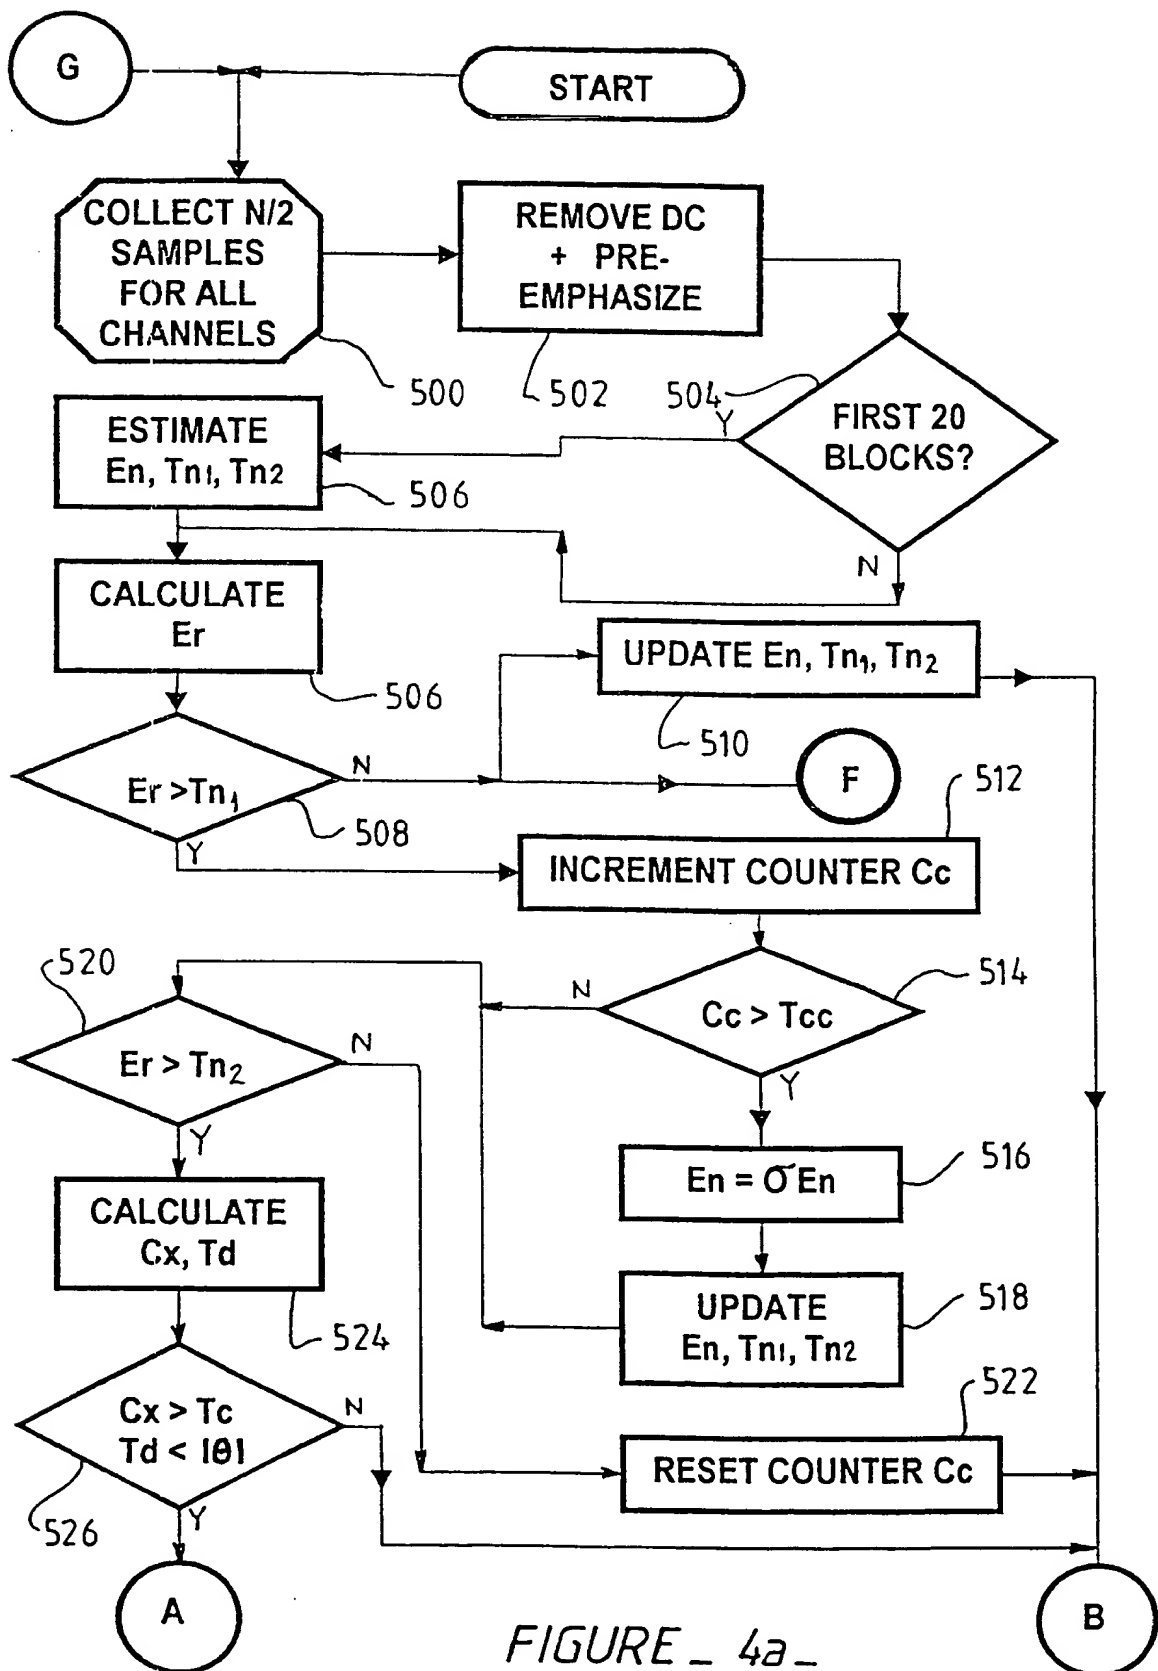 G
START
COLLECT N/2
SAMPLES
FOR ALL
CHANNELS
500
REMOVE DC
+ PRE-
EMPHASIZE
502
504
FIRST 20
BLOCKS?
Y
N
ESTIMATE
En, Tn1, Tn2
506
CALCULATE
Er
506
UPDATE En, Tn1, Tn2
510
Er >Tn1
508
N
Y
F
512
INCREMENT COUNTER Cc
514
Cc > Tcc
N
Y
520
Er > Tn2
N
Y
516
En = σ En
518
UPDATE
En, Tn1, Tn2
CALCULATE
Cx, Td
524
522
RESET COUNTER Cc
Cx > Tc
Td < |θ|
N
Y
526
A
B
FIGURE _ 4a _